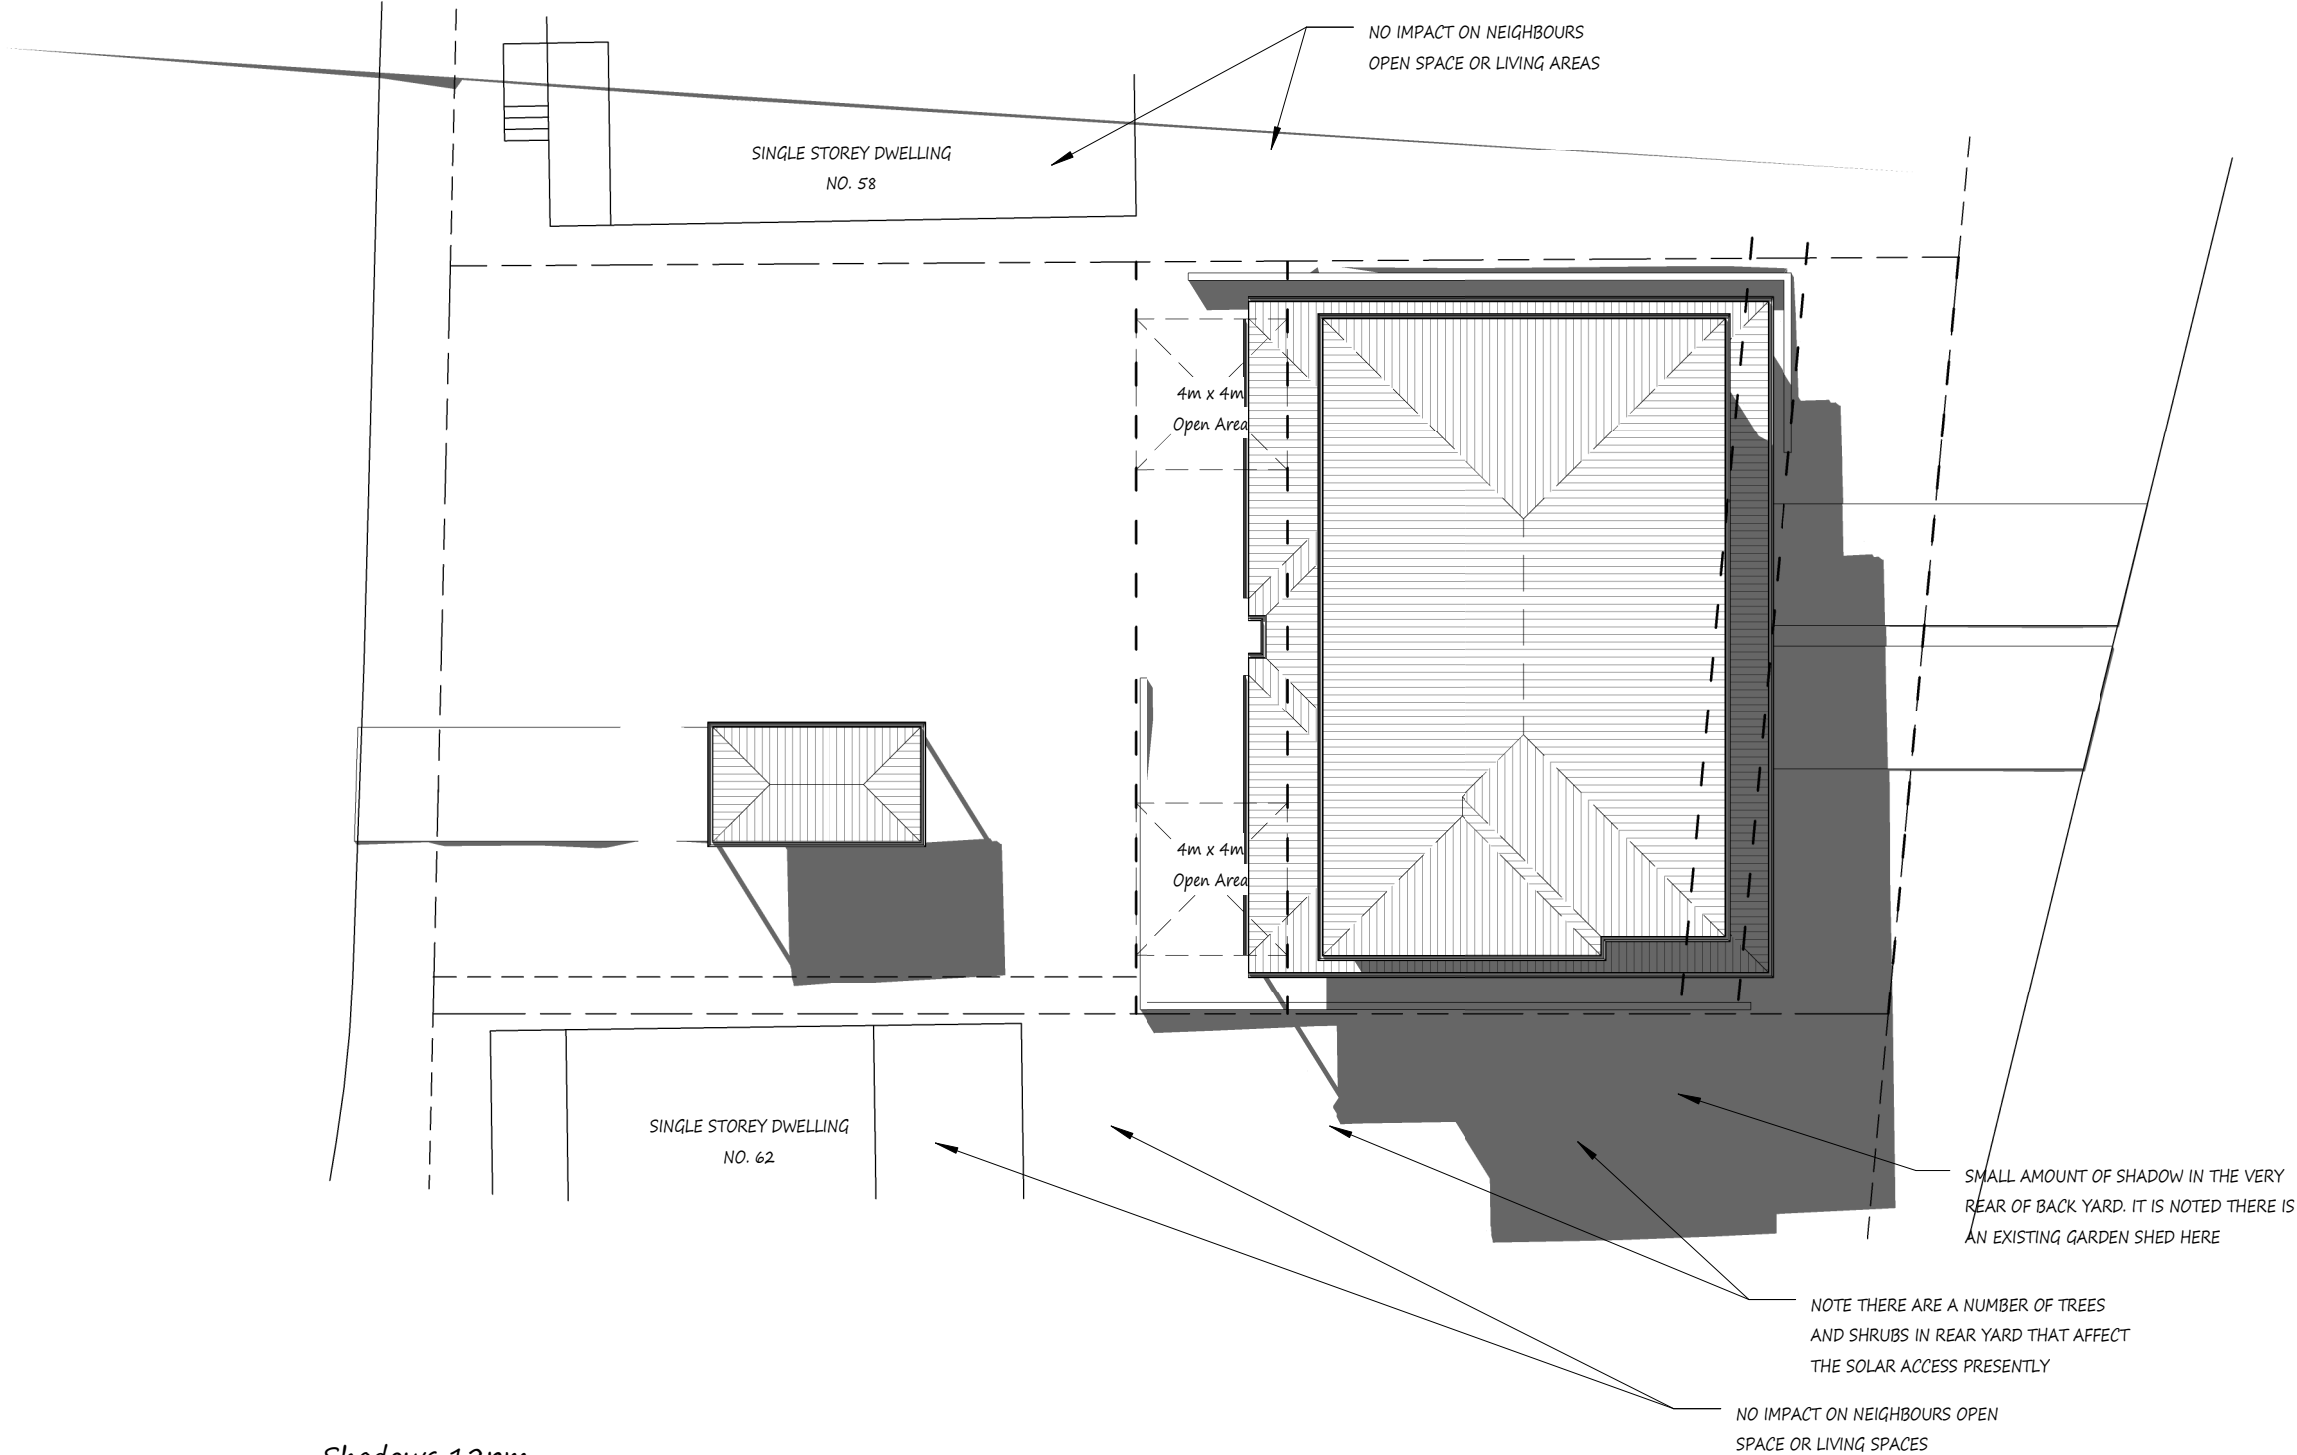 NO IMPACT ON NEIGHBOURS
OPEN SPACE OR LIVING AREAS
SINGLE STOREY DWELLING
NO. 58
4m x 4m
Open Area
4m x 4m
Open Area
SINGLE STOREY DWELLING
NO. 62
SMALL AMOUNT OF SHADOW IN THE VERY
REAR OF BACK YARD. IT IS NOTED THERE IS
AN EXISTING GARDEN SHED HERE
NOTE THERE ARE A NUMBER OF TREES
AND SHRUBS IN REAR YARD THAT AFFECT
THE SOLAR ACCESS PRESENTLY
NO IMPACT ON NEIGHBOURS OPEN
SPACE OR LIVING SPACES
Shadows 12pm